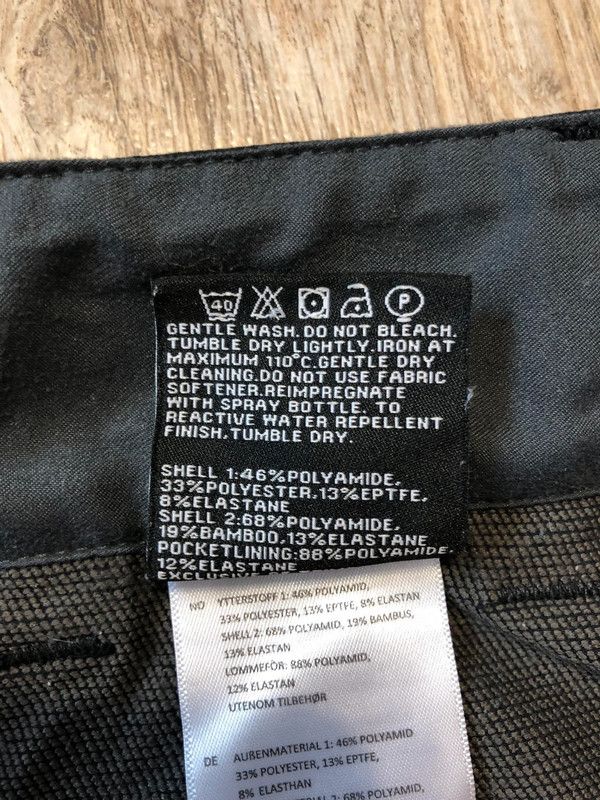 40 P
GENTLE WASH.DO NOT BLEACH.
TUMBLE DRY LIGHTLY.IRON AT
MAXIMUM 110°C.GENTLE DRY
CLEANING.DO NOT USE FABRIC
SOFTENER.REIMPREGNATE
WITH SPRAY BOTTLE. TO
REACTIVE WATER REPELLENT
FINISH,TUMBLE DRY.
SHELL 1:46%POLYAMIDE,
33%POLYESTER,13%EPTFE,
8%ELASTANE
SHELL 2:68%POLYAMIDE,
19%BAMBOO,13%ELASTANE
POCKETLINING:88%POLYAMIDE,
12%ELASTANE
EXCLUSIVE
NO YTTERSTOFF 1: 46% POLYAMID,
33% POLYESTER, 13% EPTFE, 8% ELASTAN
SHELL 2: 68% POLYAMID, 19% BAMBUS,
13% ELASTAN
LOMMEFÔR: 88% POLYAMID,
12% ELASTAN
UTENOM TILBEHØR
DE AUßENMATERIAL 1: 46% POLYAMID
33% POLYESTER, 13% EPTFE,
8% ELASTHAN